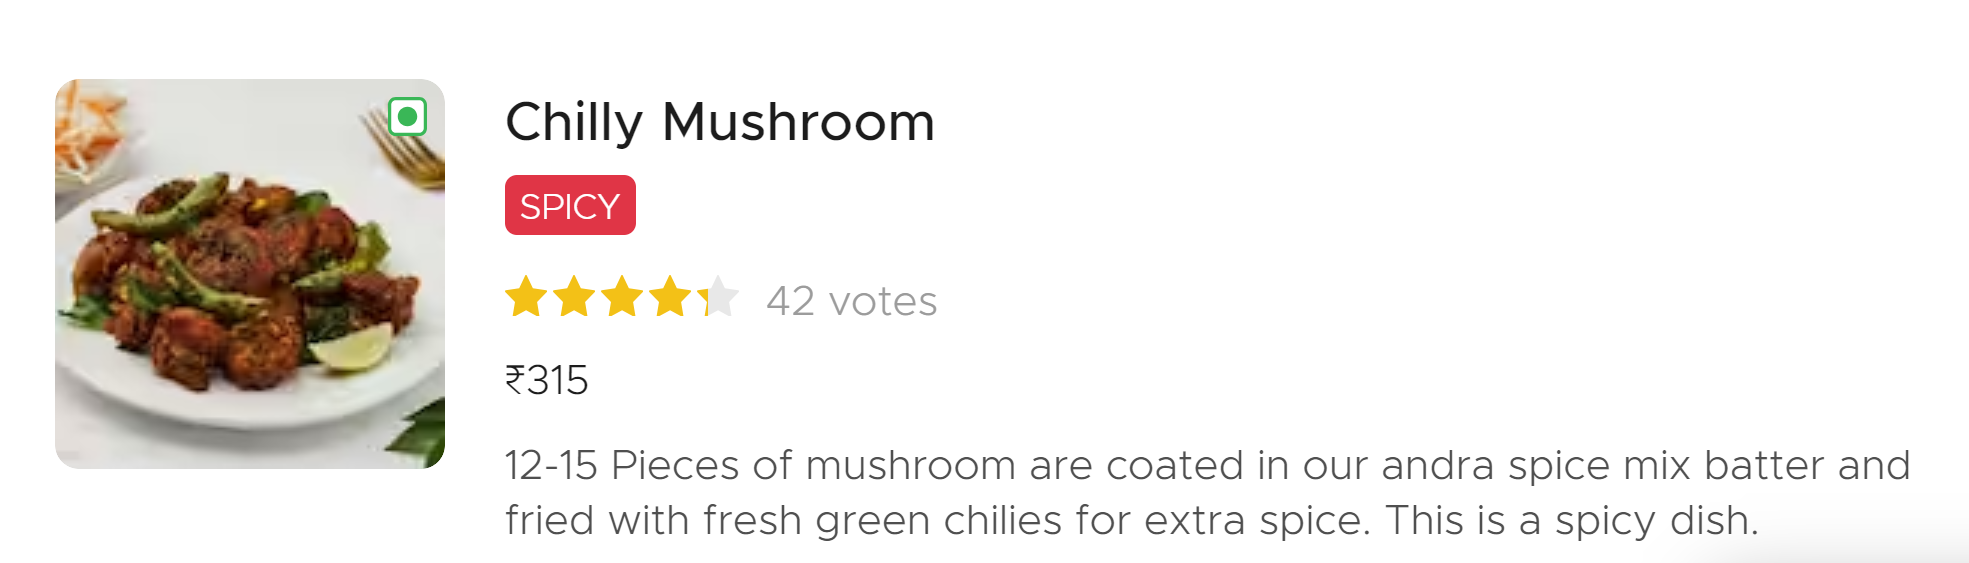 Chilly Mushroom
SPICY
42 votes
₹315
12-15 Pieces of mushroom are coated in our andra spice mix batter and
fried with fresh green chilies for extra spice. This is a spicy dish.